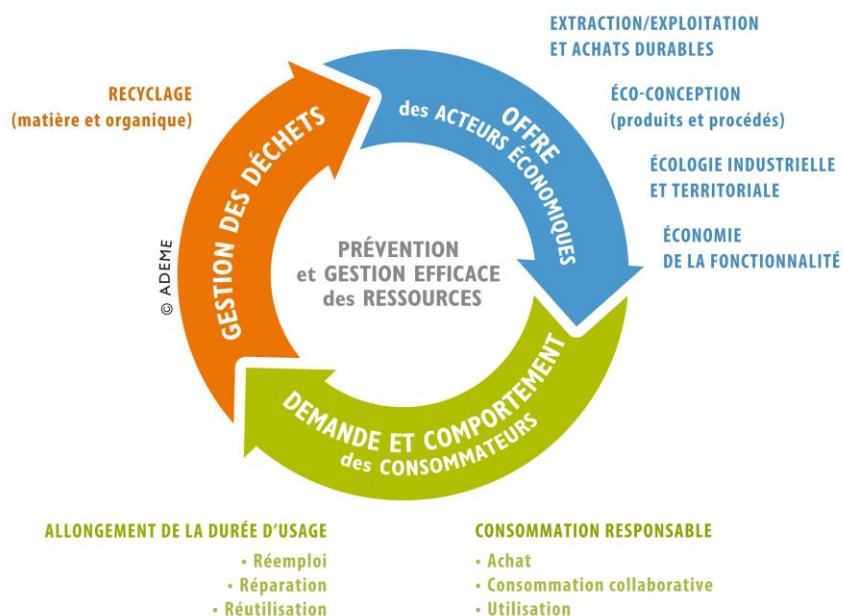 EXTRACTION/EXPLOITATION
ET ACHATS DURABLES
ÉCO-CONCEPTION
(produits et procédés)
ÉCOLOGIE INDUSTRIELLE
ET TERRITORIALE
ÉCONOMIE
DE LA FONCTIONNALITÉ
OFFRE
des ACTEURS ÉCONOMIQUES
RECYCLAGE
(matière et organique)
GESTION DES DÉCHETS
© ADEME
PRÉVENTION
et GESTION EFFICACE
des RESSOURCES
DEMANDE ET COMPORTEMENT
des CONSOMMATEURS
ALLONGEMENT DE LA DURÉE D'USAGE
• Réemploi
• Réparation
• Réutilisation
CONSOMMATION RESPONSABLE
• Achat
• Consommation collaborative
• Utilisation